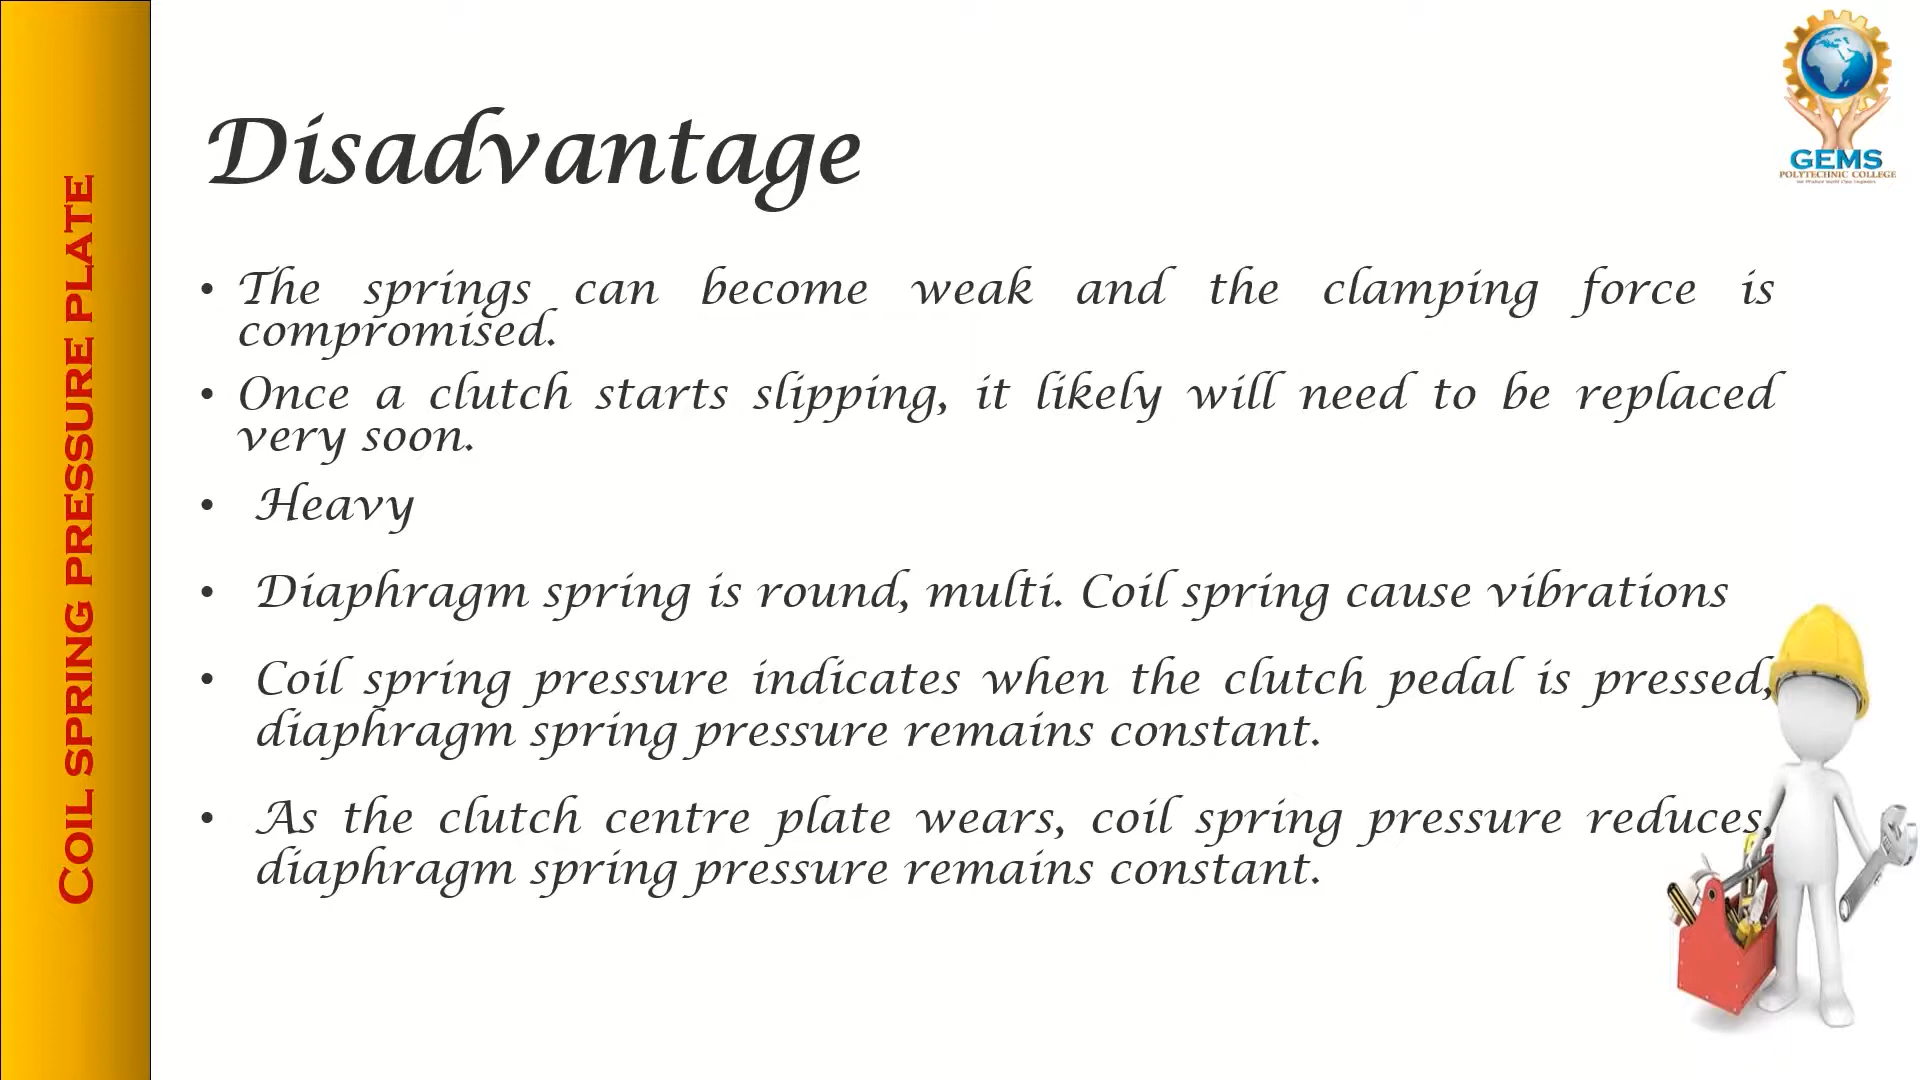 COIL SPRING PRESSURE PLATE
Disadvantage
• The springs can become weak and the clamping force is
compromised.
• Once a clutch starts slipping, it likely will need to be replaced
very soon.
• Heavy
• Diaphragm spring is round, multi. Coil spring cause vibrations
• Coil spring pressure indicates when the clutch pedal is pressed,
diaphragm spring pressure remains constant.
• As the clutch centre plate wears, coil spring pressure reduces,
diaphragm spring pressure remains constant.
GEMS
POLYTECHNIC COLLEGE